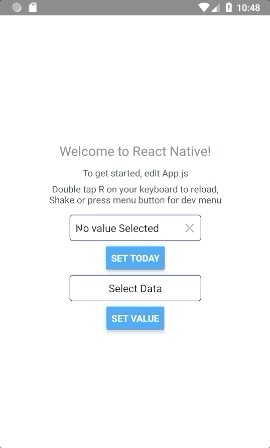 10:48
Welcome to React Native!
To get started, edit App.js
Double tap R on your keyboard to reload,
Shake or press menu button for dev menu
No value Selected
SET TODAY
Select Data
SET VALUE